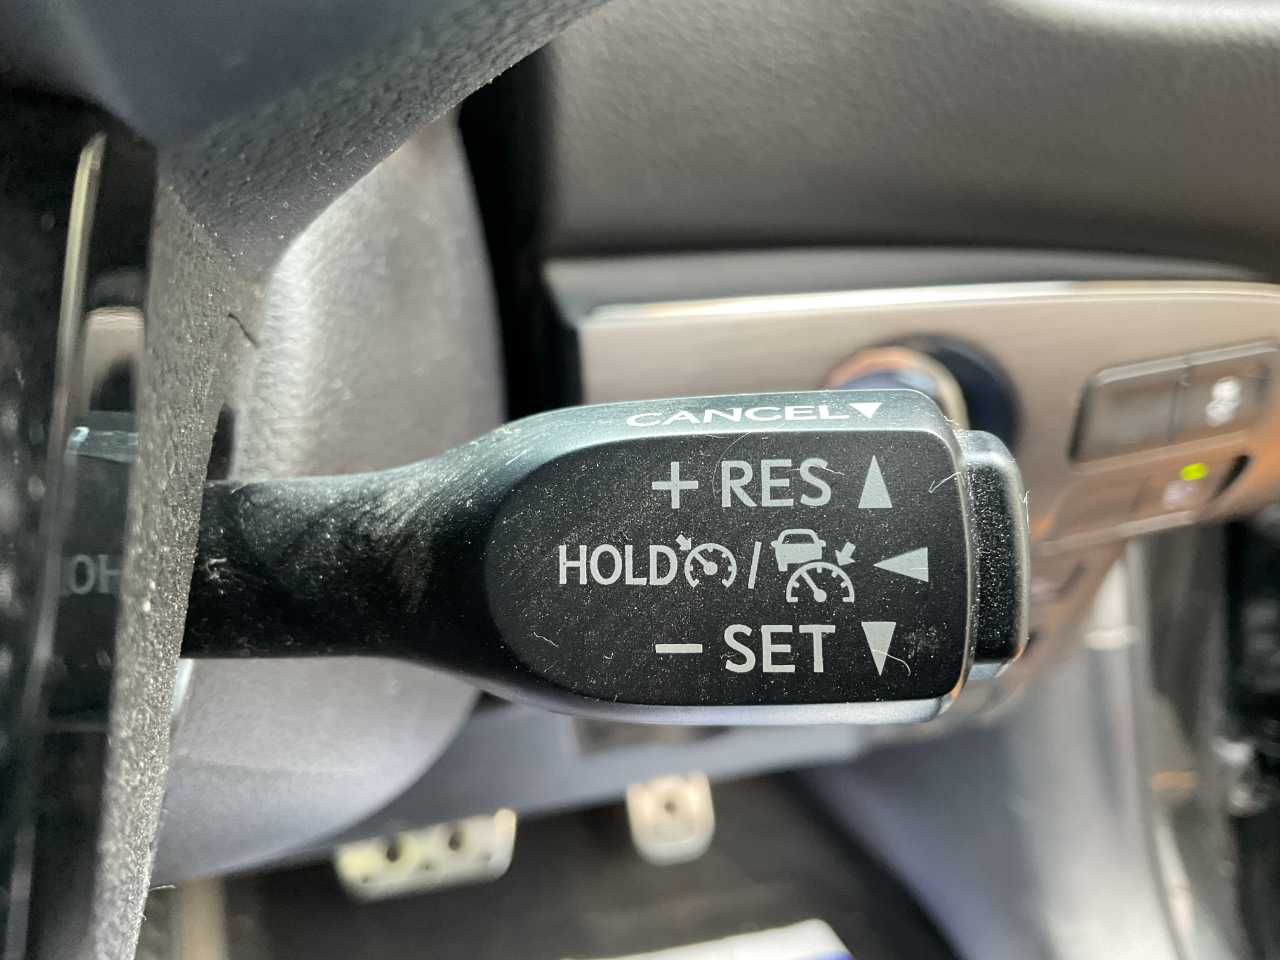 CANCEL▼
+ RES ▲
HOLD / ◀
− SET ▼